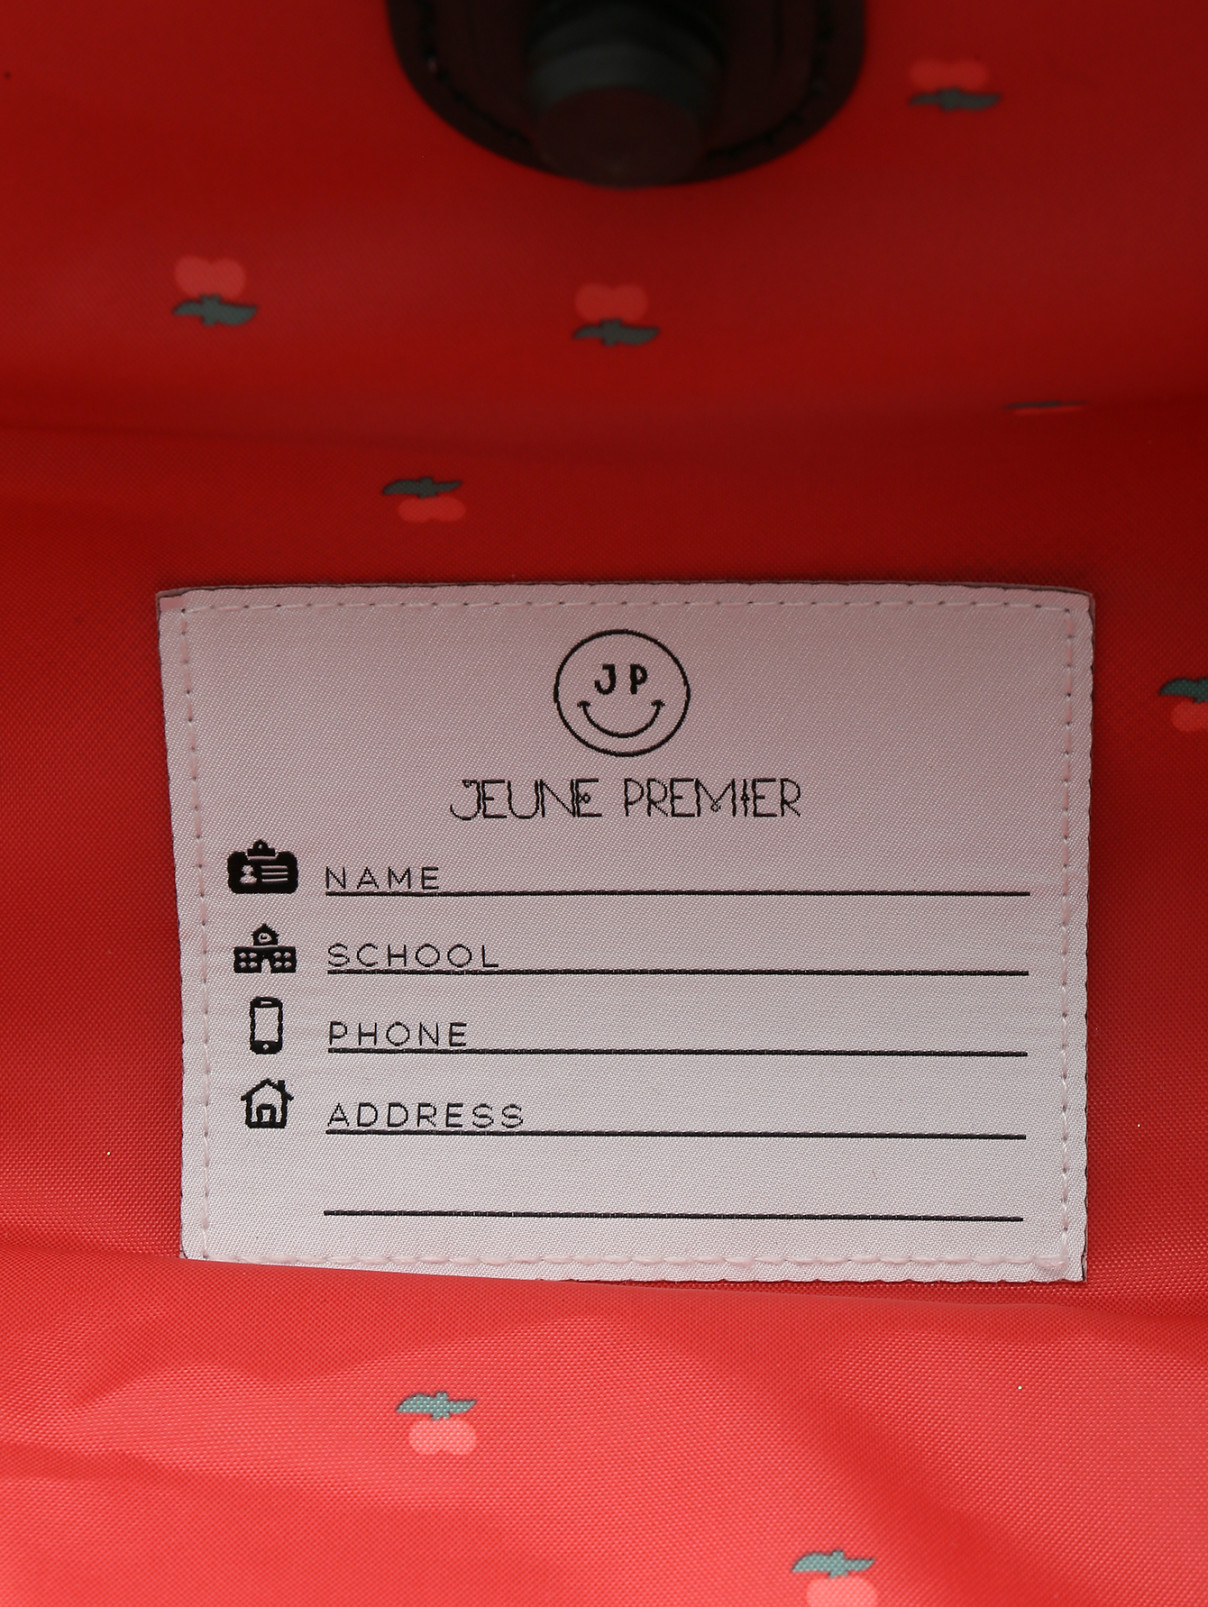 JP
JEUNE PREMIER
NAME
SCHOOL
PHONE
ADDRESS